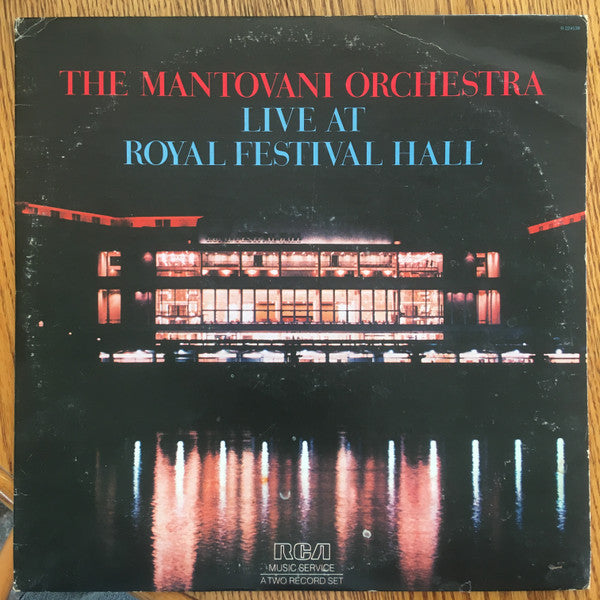 THE MANTOVANI ORCHESTRA
LIVE AT
ROYAL FESTIVAL HALL
RCA
MUSIC SERVICE
A TWO RECORD SET